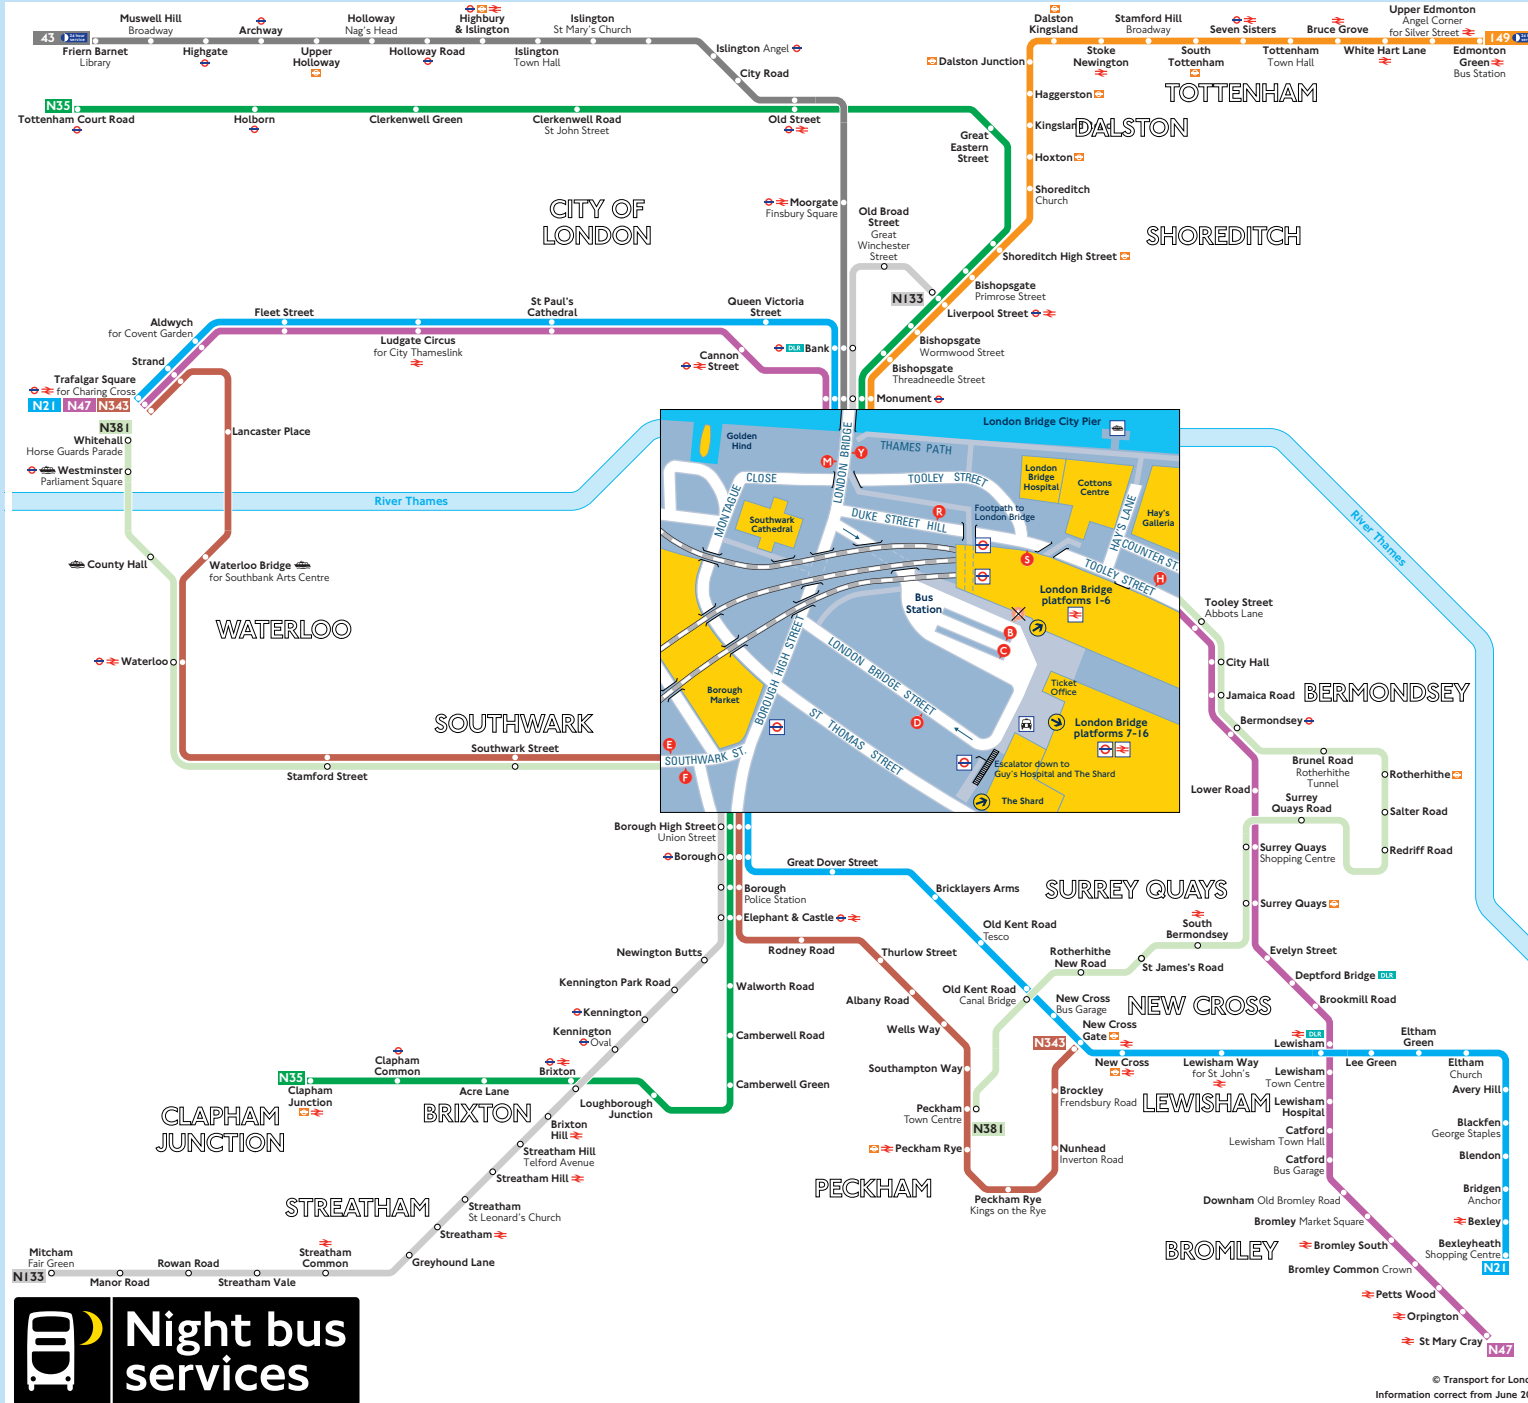 43
24 hour service
Friern Barnet
Library
Muswell Hill
Broadway
Highgate
Archway
Upper
Holloway
Holloway
Nag's Head
Holloway Road
Highbury
& Islington
Islington
Town Hall
Islington
St Mary's Church
Islington Angel
City Road
Dalston
Kingsland
Stoke
Newington
Stamford Hill
Broadway
South
Tottenham
Seven Sisters
Tottenham
Town Hall
Bruce Grove
White Hart Lane
Upper Edmonton
Angel Corner
for Silver Street
Edmonton
Green
Bus Station
149
TOTTENHAM
DALSTON
Dalston Junction
Haggerston
Kingsland
Hoxton
Shoreditch
Church
SHOREDITCH
Shoreditch High Street
N35
Tottenham Court Road
Holborn
Clerkenwell Green
Clerkenwell Road
St John Street
Old Street
Great
Eastern
Street
CITY OF
LONDON
Moorgate
Finsbury Square
Old Broad
Street
Great
Winchester
Street
N133
Bishopsgate
Primrose Street
Liverpool Street
Bishopsgate
Wormwood Street
Bishopsgate
Threadneedle Street
Monument
DLR
Bank
Aldwych
for Covent Garden
Fleet Street
Ludgate Circus
for City Thameslink
St Paul's
Cathedral
Queen Victoria
Street
Cannon
Street
Strand
Trafalgar Square
for Charing Cross
N21
N47
N343
N381
Whitehall
Horse Guards Parade
Westminster
Parliament Square
Lancaster Place
River Thames
River Thames
County Hall
Waterloo Bridge
for Southbank Arts Centre
WATERLOO
Waterloo
SOUTHWARK
Southwark Street
Stamford Street
Golden
Hind
London Bridge City Pier
LONDON BRIDGE
THAMES PATH
M
Y
MONTAGUE
CLOSE
TOOLEY STREET
London
Bridge
Hospital
Cottons
Centre
HAY'S LANE
Hay's
Galleria
Southwark
Cathedral
DUKE STREET HILL
R
Footpath to
London Bridge
S
COUNTER ST.
TOOLEY STREET
H
London Bridge
platforms 1-6
Bus
Station
B
C
BOROUGH HIGH STREET
LONDON BRIDGE STREET
ST THOMAS STREET
D
Ticket
Office
London Bridge
platforms 7-16
Borough
Market
E
SOUTHWARK ST.
F
Escalator down to
Guy's Hospital and The Shard
The Shard
Tooley Street
Abbots Lane
City Hall
Jamaica Road
BERMONDSEY
Bermondsey
Brunel Road
Rotherhithe
Tunnel
Rotherhithe
Salter Road
Redriff Road
Lower Road
Surrey
Quays Road
Surrey Quays
Shopping Centre
SURREY QUAYS
Surrey Quays
South
Bermondsey
St James's Road
Rotherhithe
New Road
Evelyn Street
Deptford Bridge
DLR
Brookmill Road
Borough High Street
Union Street
Borough
Borough
Police Station
Elephant & Castle
Great Dover Street
Bricklayers Arms
Old Kent Road
Tesco
Old Kent Road
Canal Bridge
New Cross
Bus Garage
NEW CROSS
New Cross
Gate
N343
New Cross
Lewisham Way
for St John's
DLR
Lewisham
Lee Green
Eltham
Green
Eltham
Church
Avery Hill
Blackfen
George Staples
Blendon
Bridgen
Anchor
Bexley
Bexleyheath
Shopping Centre
N21
Newington Butts
Kennington Park Road
Kennington
Kennington
Oval
Rodney Road
Thurlow Street
Albany Road
Wells Way
Southampton Way
Peckham
Town Centre
N381
Peckham Rye
PECKHAM
Peckham Rye
Kings on the Rye
Nunhead
Inverton Road
Brockley
Frendsbury Road
Walworth Road
Camberwell Road
Camberwell Green
Loughborough
Junction
Brixton
Acre Lane
Clapham
Common
N35
Clapham
Junction
CLAPHAM
JUNCTION
BRIXTON
Brixton
Hill
Streatham Hill
Telford Avenue
Streatham Hill
Streatham
St Leonard's Church
Streatham
STREATHAM
Greyhound Lane
Streatham
Common
Streatham Vale
Rowan Road
Manor Road
Mitcham
Fair Green
N133
LEWISHAM
Lewisham
Town Centre
Lewisham
Hospital
Catford
Lewisham Town Hall
Catford
Bus Garage
Downham Old Bromley Road
Bromley Market Square
BROMLEY
Bromley South
Bromley Common Crown
Petts Wood
Orpington
St Mary Cray
N47
Night bus
services
© Transport for Lond
Information correct from June 20